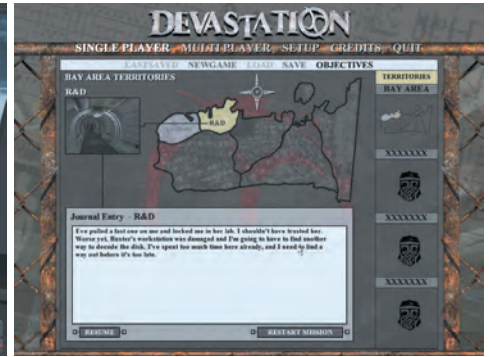 DEVASTATION
SINGLE PLAYER MULTIPLAYER SETUP CREDITS QUIT
LASTSAVED NEWGAME LOAD SAVE OBJECTIVES
BAY AREA TERRITORIES
TERRITORIES
R&D
BAY AREA
R&D
XXXXXXX
XXXXXXX
Journal Entry - R&D
Eve pulled a fast one on me and locked me in her lab. I shouldn't have trusted her.
Worse yet, Baxter's workstation was damaged and I'm going to have to find another
way to decode the disk. I've spent too much time here already, and I need to find a
way out before it's too late.
XXXXXXX
RESUME
RESTART MISSION